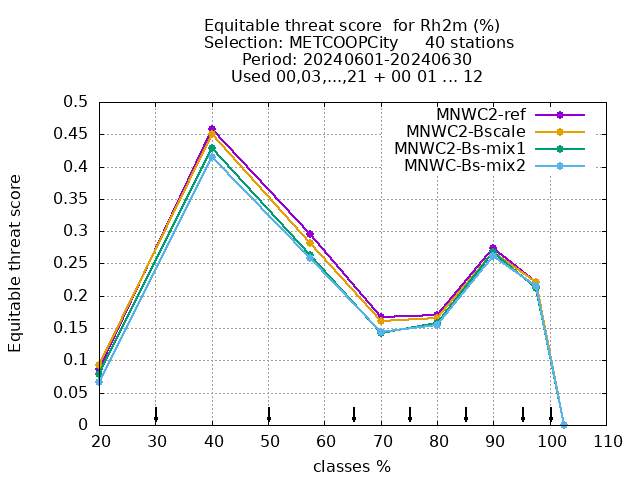 Equitable threat score  for Rh2m (%)
Selection: METCOOPCity     40 stations
Period: 20240601-20240630
Used 00,03,...,21 + 00 01 ... 12
MNWC2-ref
MNWC2-Bscale
MNWC2-Bs-mix1
MNWC-Bs-mix2
Equitable threat score
0.5
0.45
0.4
0.35
0.3
0.25
0.2
0.15
0.1
0.05
0
20 30 40 50 60 70 80 90 100 110
classes %